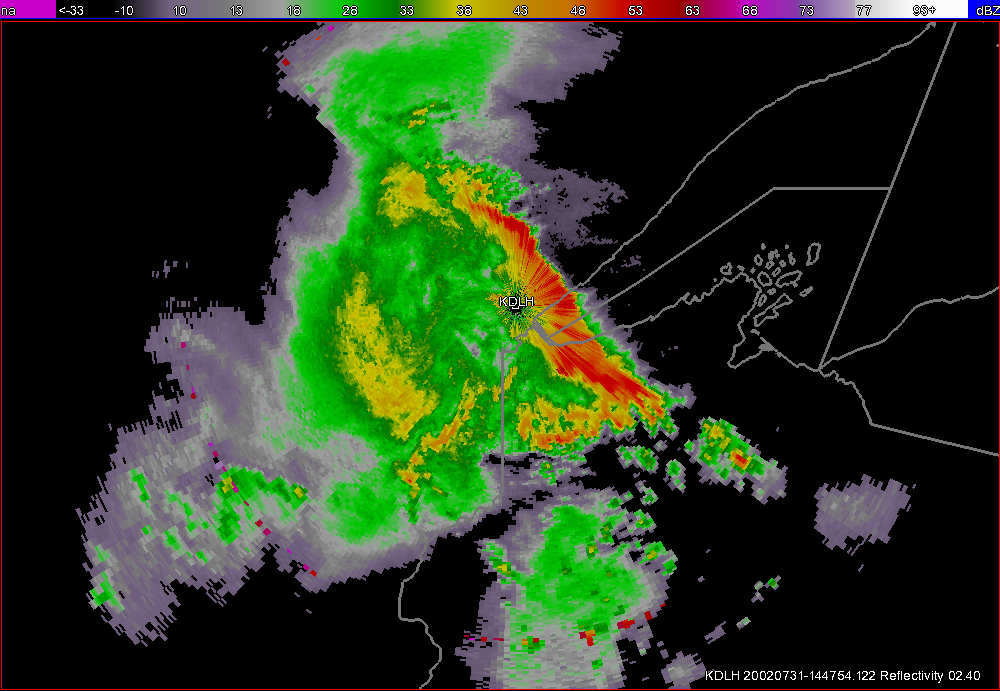 na <-33 -10 10 13 18 28 33 38 43 48 53 63 68 73 77 93+ dBZ
KDLH
KDLH 20020731-144754.122 Reflectivity 02.40